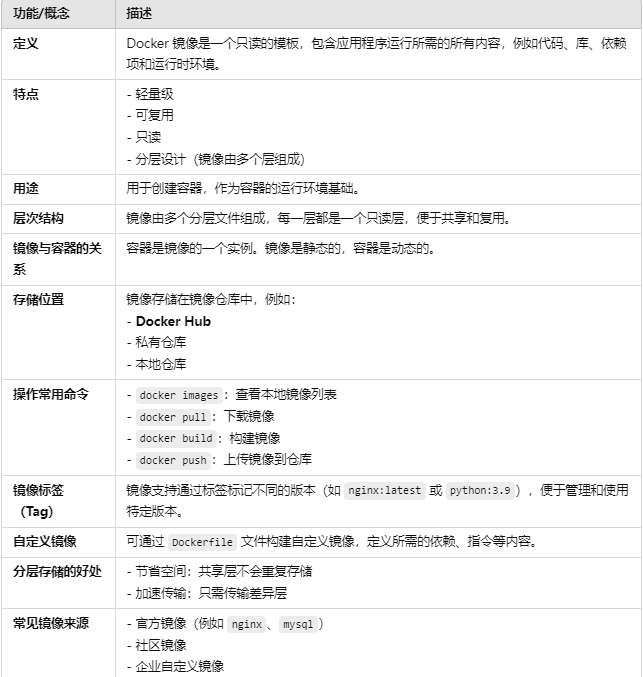 功能/概念 描述
定义 Docker 镜像是一个只读的模板，包含应用程序运行所需的所有内容，例如代码、库、依赖
项和运行时环境。
特点 - 轻量级
- 可复用
- 只读
- 分层设计（镜像由多个层组成）
用途 用于创建容器，作为容器的运行环境基础。
层次结构 镜像由多个分层文件组成，每一层都是一个只读层，便于共享和复用。
镜像与容器的关 容器是镜像的一个实例。镜像是静态的，容器是动态的。
系
存储位置 镜像存储在镜像仓库中，例如：
- Docker Hub
- 私有仓库
- 本地仓库
操作常用命令 - docker images：查看本地镜像列表
- docker pull：下载镜像
- docker build：构建镜像
- docker push：上传镜像到仓库
镜像标签 镜像支持通过标签标记不同的版本（如 nginx:latest 或 python:3.9），便于管理和使用
（Tag） 特定版本。
自定义镜像 可通过 Dockerfile 文件构建自定义镜像，定义所需的依赖、指令等内容。
分层存储的好处 - 节省空间：共享层不会重复存储
- 加速传输：只需传输差异层
常见镜像来源 - 官方镜像（例如 nginx、mysql）
- 社区镜像
- 企业自定义镜像